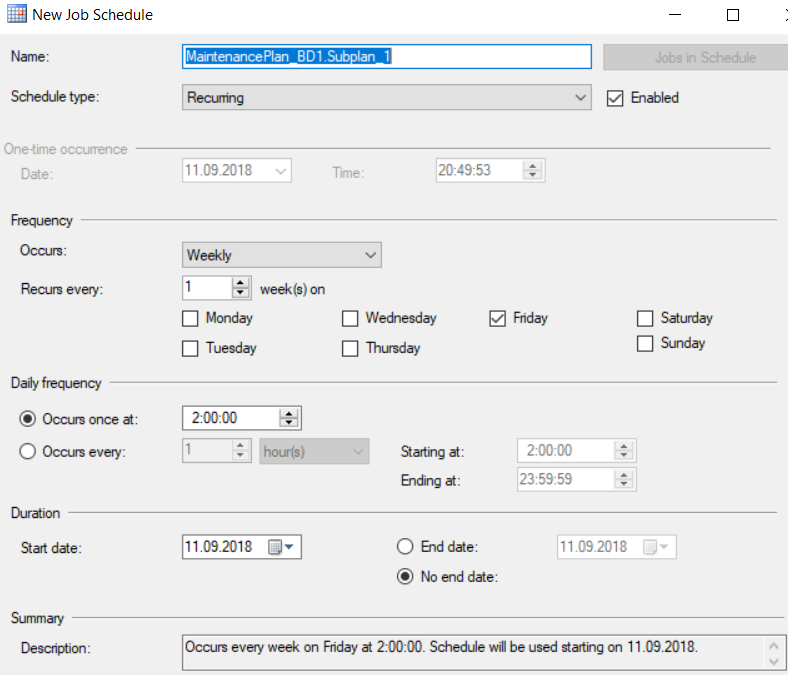 New Job Schedule
Name: MaintenancePlan_BD1.Subplan_1 Jobs in Schedule
Schedule type: Recurring Enabled
One-time occurrence
Date: 11.09.2018 Time: 20:49:53
Frequency
Occurs: Weekly
Recurs every: 1 week(s) on
Monday Wednesday Friday Saturday
Tuesday Thursday Sunday
Daily frequency
Occurs once at: 2:00:00
Occurs every: 1 hour(s) Starting at: 2:00:00
Ending at: 23:59:59
Duration
Start date: 11.09.2018 End date: 11.09.2018
No end date:
Summary
Description: Occurs every week on Friday at 2:00:00. Schedule will be used starting on 11.09.2018.